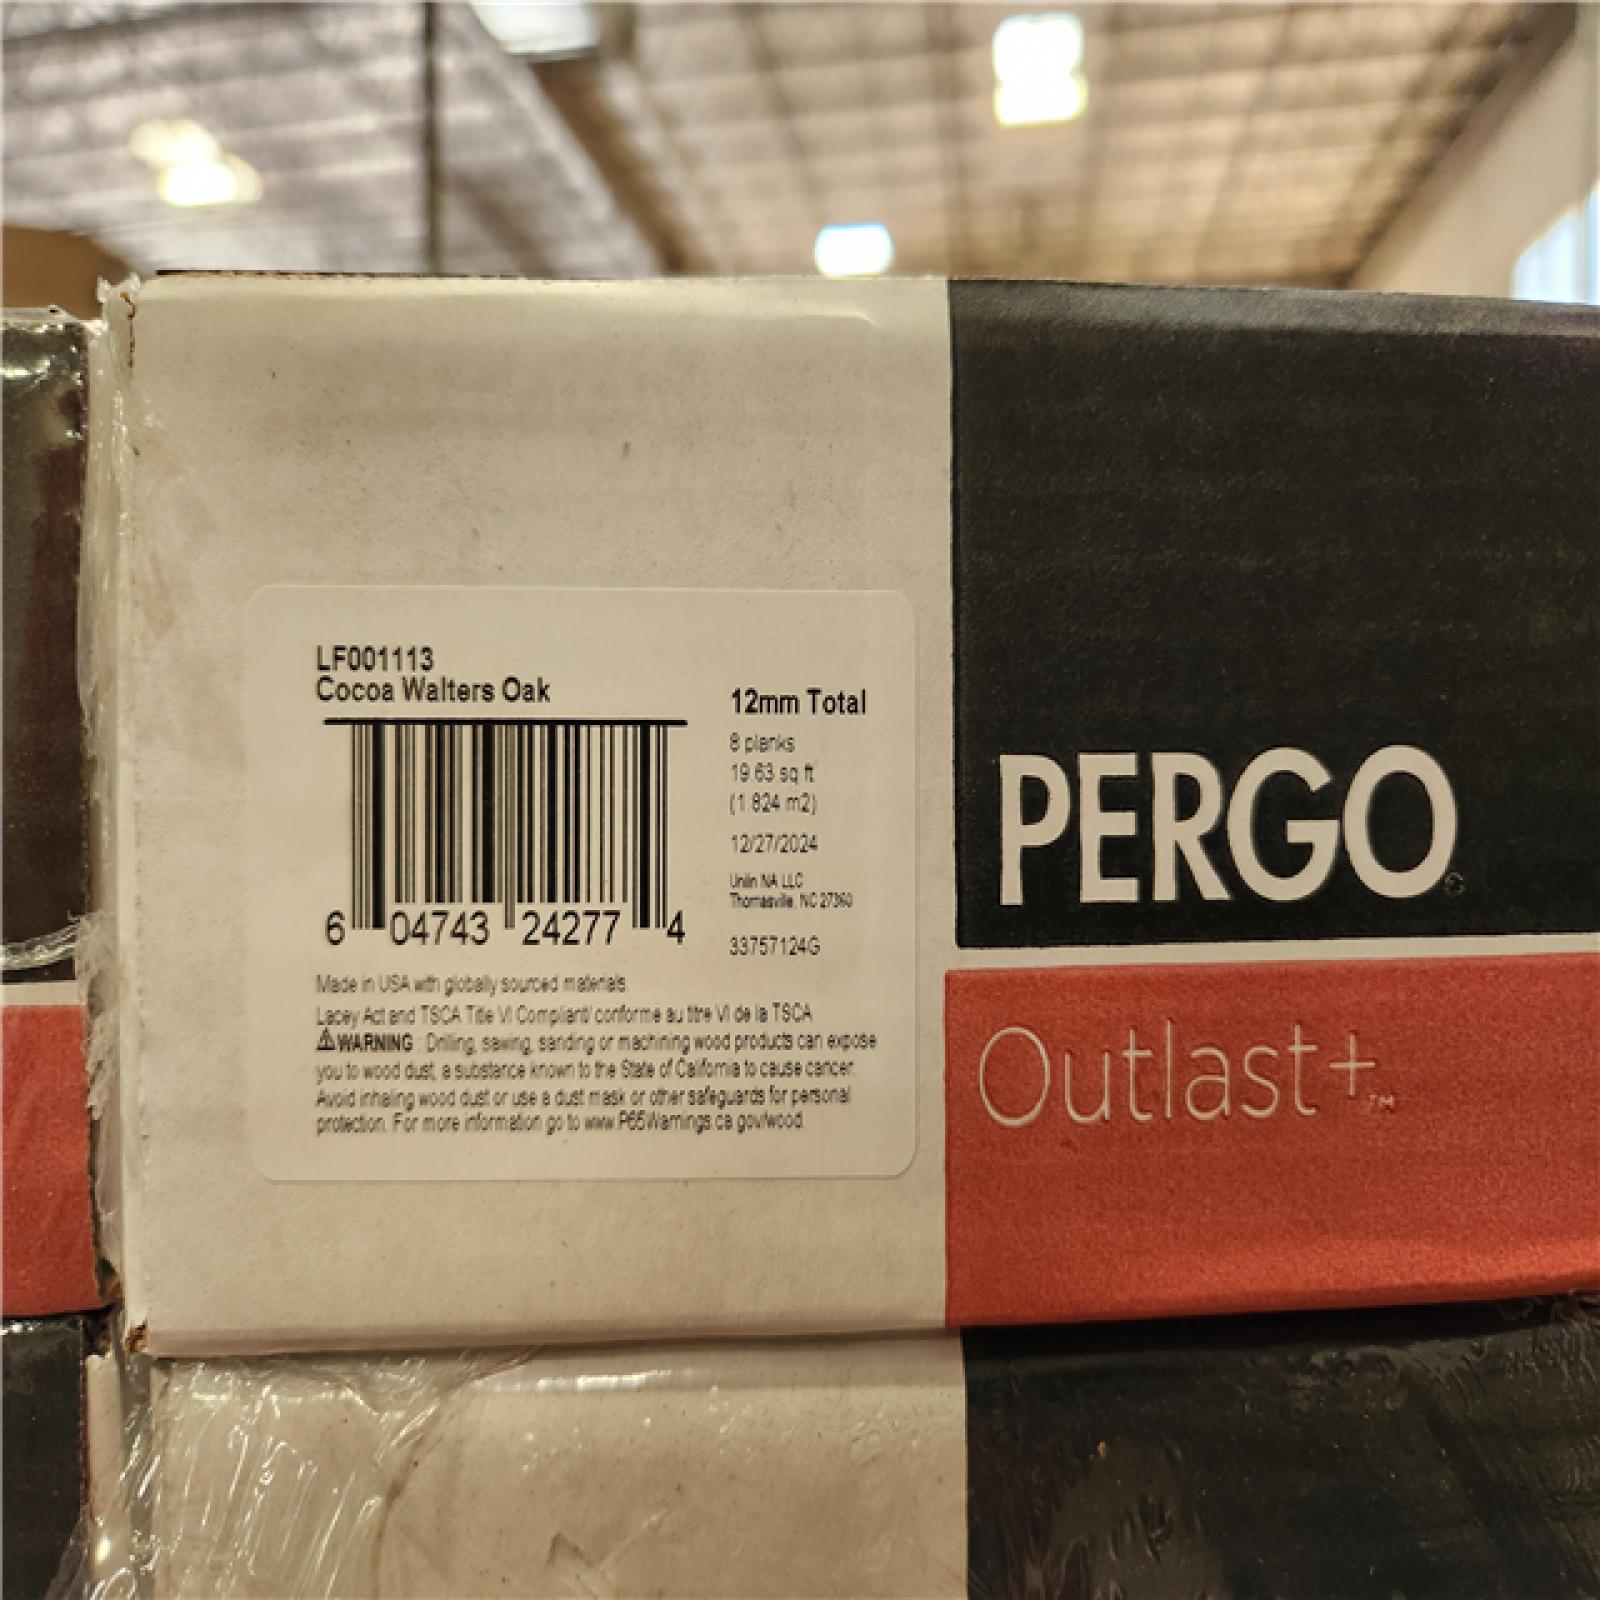 LF001113
Cocoa Walters Oak
6 04743 24277 4
12mm Total
8 planks
19.63 sq ft
(1.824 m2)
12/27/2024
Unilin NA LLC
Thomasville, NC 27360
33757124G
Made in USA with globally sourced materials.
Lacey Act and TSCA Title VI Compliant/ conforme au titre VI de la TSCA
⚠WARNING : Drilling, sawing, sanding or machining wood products can expose
you to wood dust, a substance known to the State of California to cause cancer.
Avoid inhaling wood dust or use a dust mask or other safeguards for personal
protection. For more information go to www.P65Warnings.ca.gov/wood.
PERGO®
Outlast+™